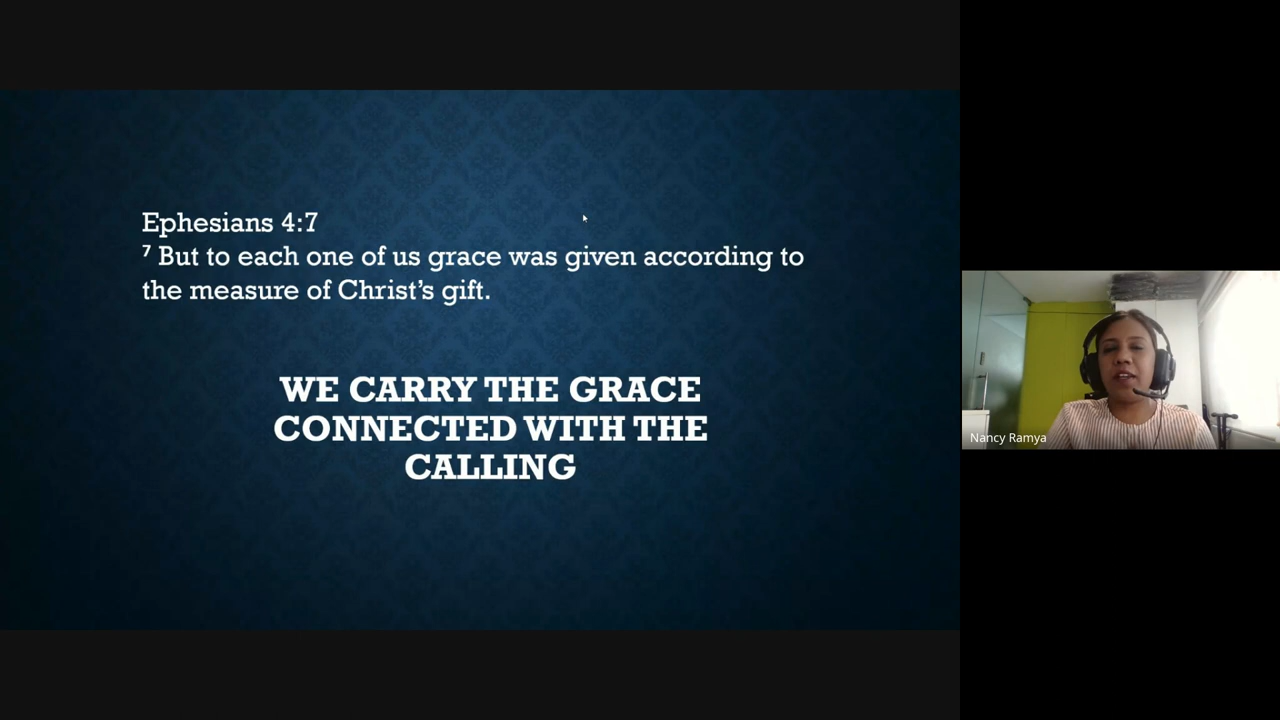 Ephesians 4:7
⁷ But to each one of us grace was given according to
the measure of Christ’s gift.
WE CARRY THE GRACE
CONNECTED WITH THE
CALLING
Nancy Ramya